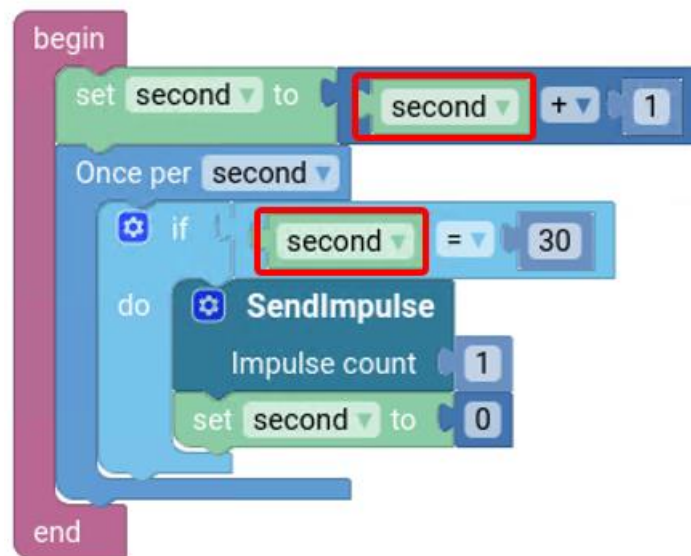 begin
set second to second + 1
Once per second
if second = 30
do SendImpulse
Impulse count 1
set second to 0
end